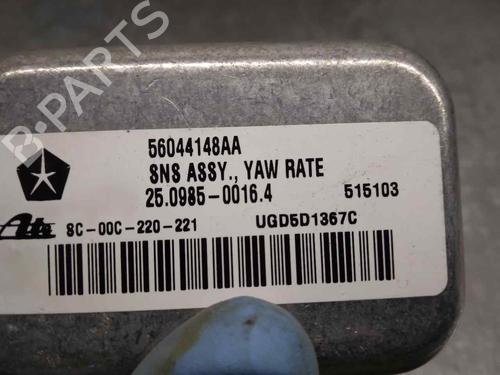 B-PARTS
56044148AA
SNS ASSY., YAW RATE
25.0985-0016.4 515103
Ate 8C-00C-220-221 UGD5D1367C